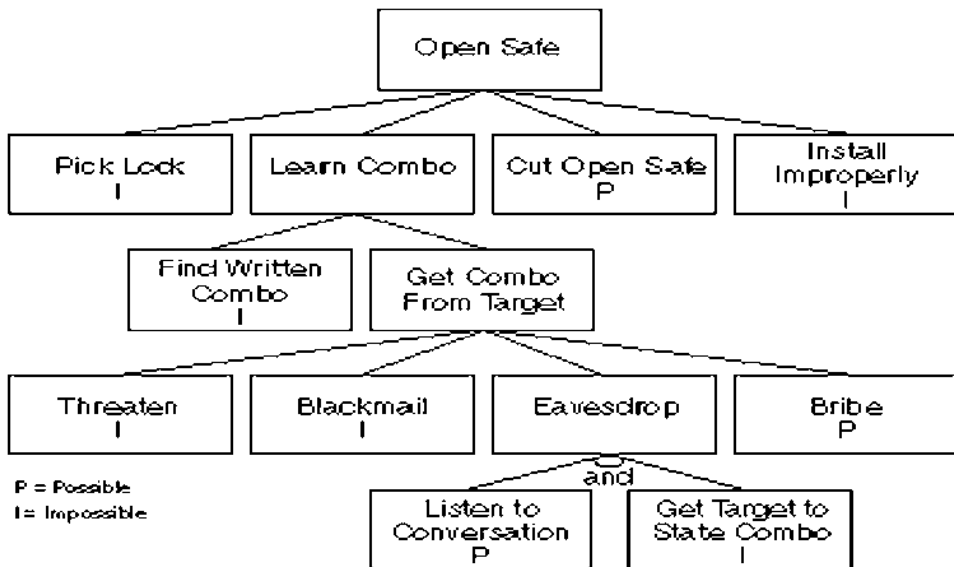 Open Safe
Pick Lock
I
Learn Combo
Cut Open Safe
P
Install
Improperly
I
Find Written
Combo
I
Get Combo
From Target
Threaten
I
Blackmail
I
Eavesdrop
Bribe
P
and
P = Possible
I = Impossible
Listen to
Conversation
P
Get Target to
State Combo
I